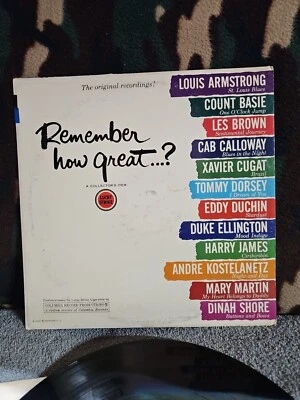 The original recordings!
Remember
how great...?
A COLLECTOR'S ITEM
LUCKY
STRIKE
LOUIS ARMSTRONG
St. Louis Blues
COUNT BASIE
One O'Clock Jump
LES BROWN
Sentimental Journey
CAB CALLOWAY
Blues in the Night
XAVIER CUGAT
Brazil
TOMMY DORSEY
I Dream of You
EDDY DUCHIN
Stardust
DUKE ELLINGTON
Mood Indigo
HARRY JAMES
Ciribiribin
ANDRE KOSTELANETZ
Night and Day
MARY MARTIN
My Heart Belongs to Daddy
DINAH SHORE
Buttons and Bows